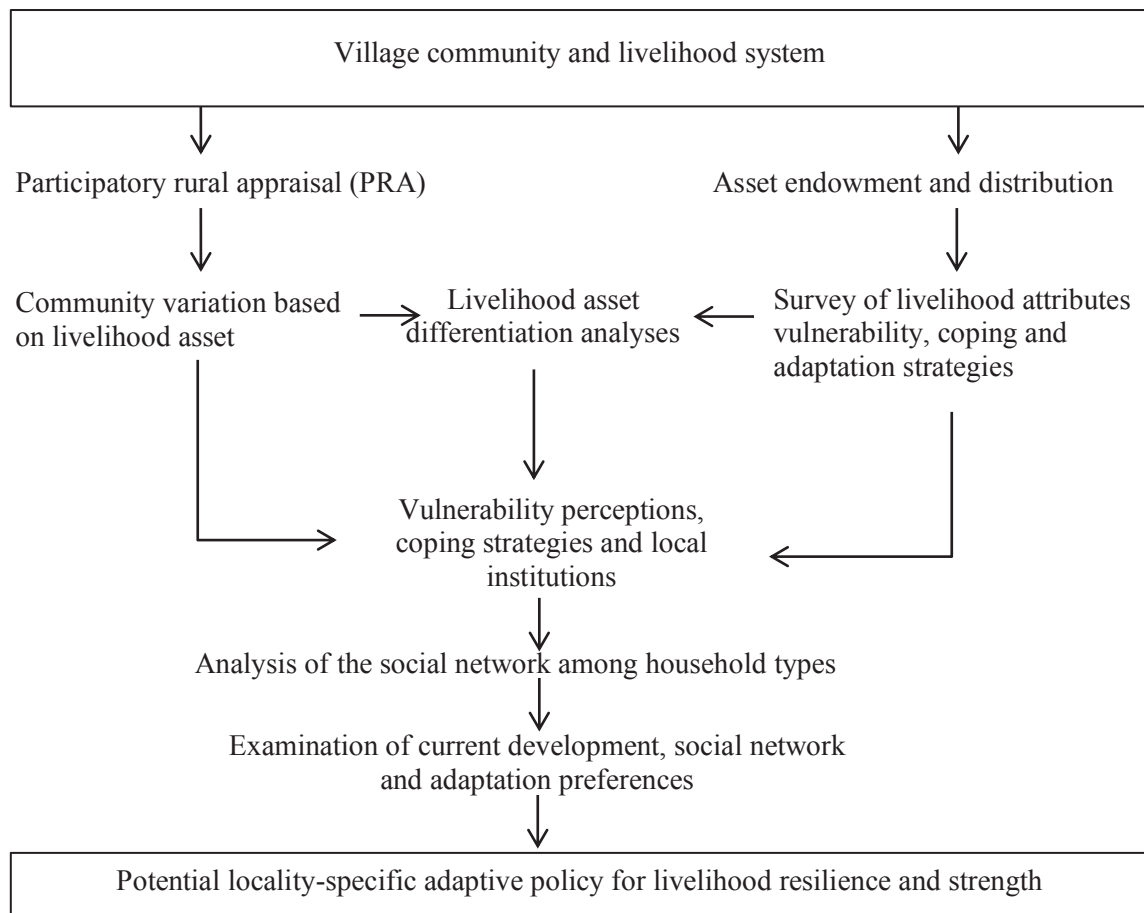 Village community and livelihood system
Participatory rural appraisal (PRA)
Asset endowment and distribution
Community variation based
on livelihood asset
Livelihood asset
differentiation analyses
Survey of livelihood attributes
vulnerability, coping and
adaptation strategies
Vulnerability perceptions,
coping strategies and local
institutions
Analysis of the social network among household types
Examination of current development, social network
and adaptation preferences
Potential locality-specific adaptive policy for livelihood resilience and strength